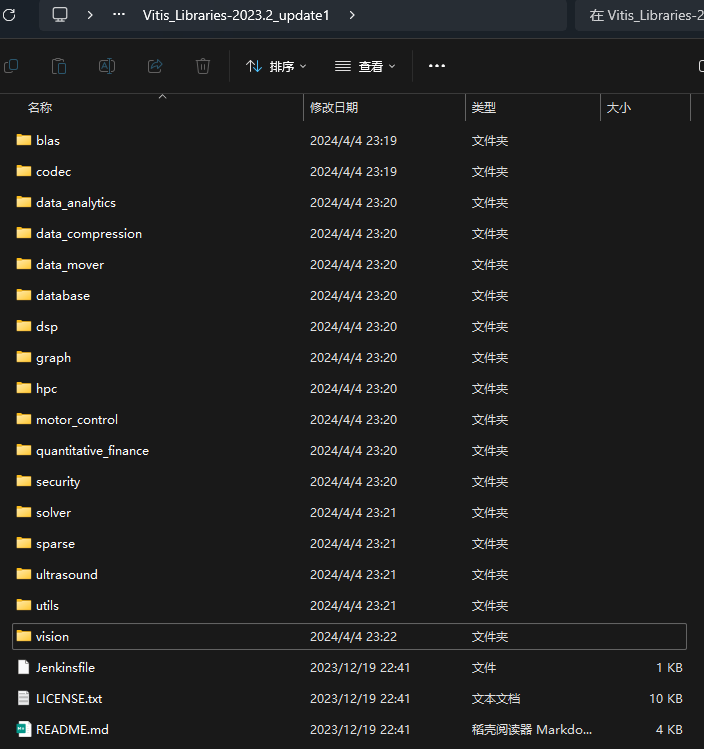 Vitis_Libraries-2023.2_update1
在 Vitis_Libraries-2
排序 查看
名称 修改日期 类型 大小
blas 2024/4/4 23:19 文件夹
codec 2024/4/4 23:19 文件夹
data_analytics 2024/4/4 23:20 文件夹
data_compression 2024/4/4 23:20 文件夹
data_mover 2024/4/4 23:20 文件夹
database 2024/4/4 23:20 文件夹
dsp 2024/4/4 23:20 文件夹
graph 2024/4/4 23:20 文件夹
hpc 2024/4/4 23:20 文件夹
motor_control 2024/4/4 23:20 文件夹
quantitative_finance 2024/4/4 23:20 文件夹
security 2024/4/4 23:20 文件夹
solver 2024/4/4 23:21 文件夹
sparse 2024/4/4 23:21 文件夹
ultrasound 2024/4/4 23:21 文件夹
utils 2024/4/4 23:21 文件夹
vision 2024/4/4 23:22 文件夹
Jenkinsfile 2023/12/19 22:41 文件 1 KB
LICENSE.txt 2023/12/19 22:41 文本文档 10 KB
README.md 2023/12/19 22:41 稻壳阅读器 Markdo... 4 KB